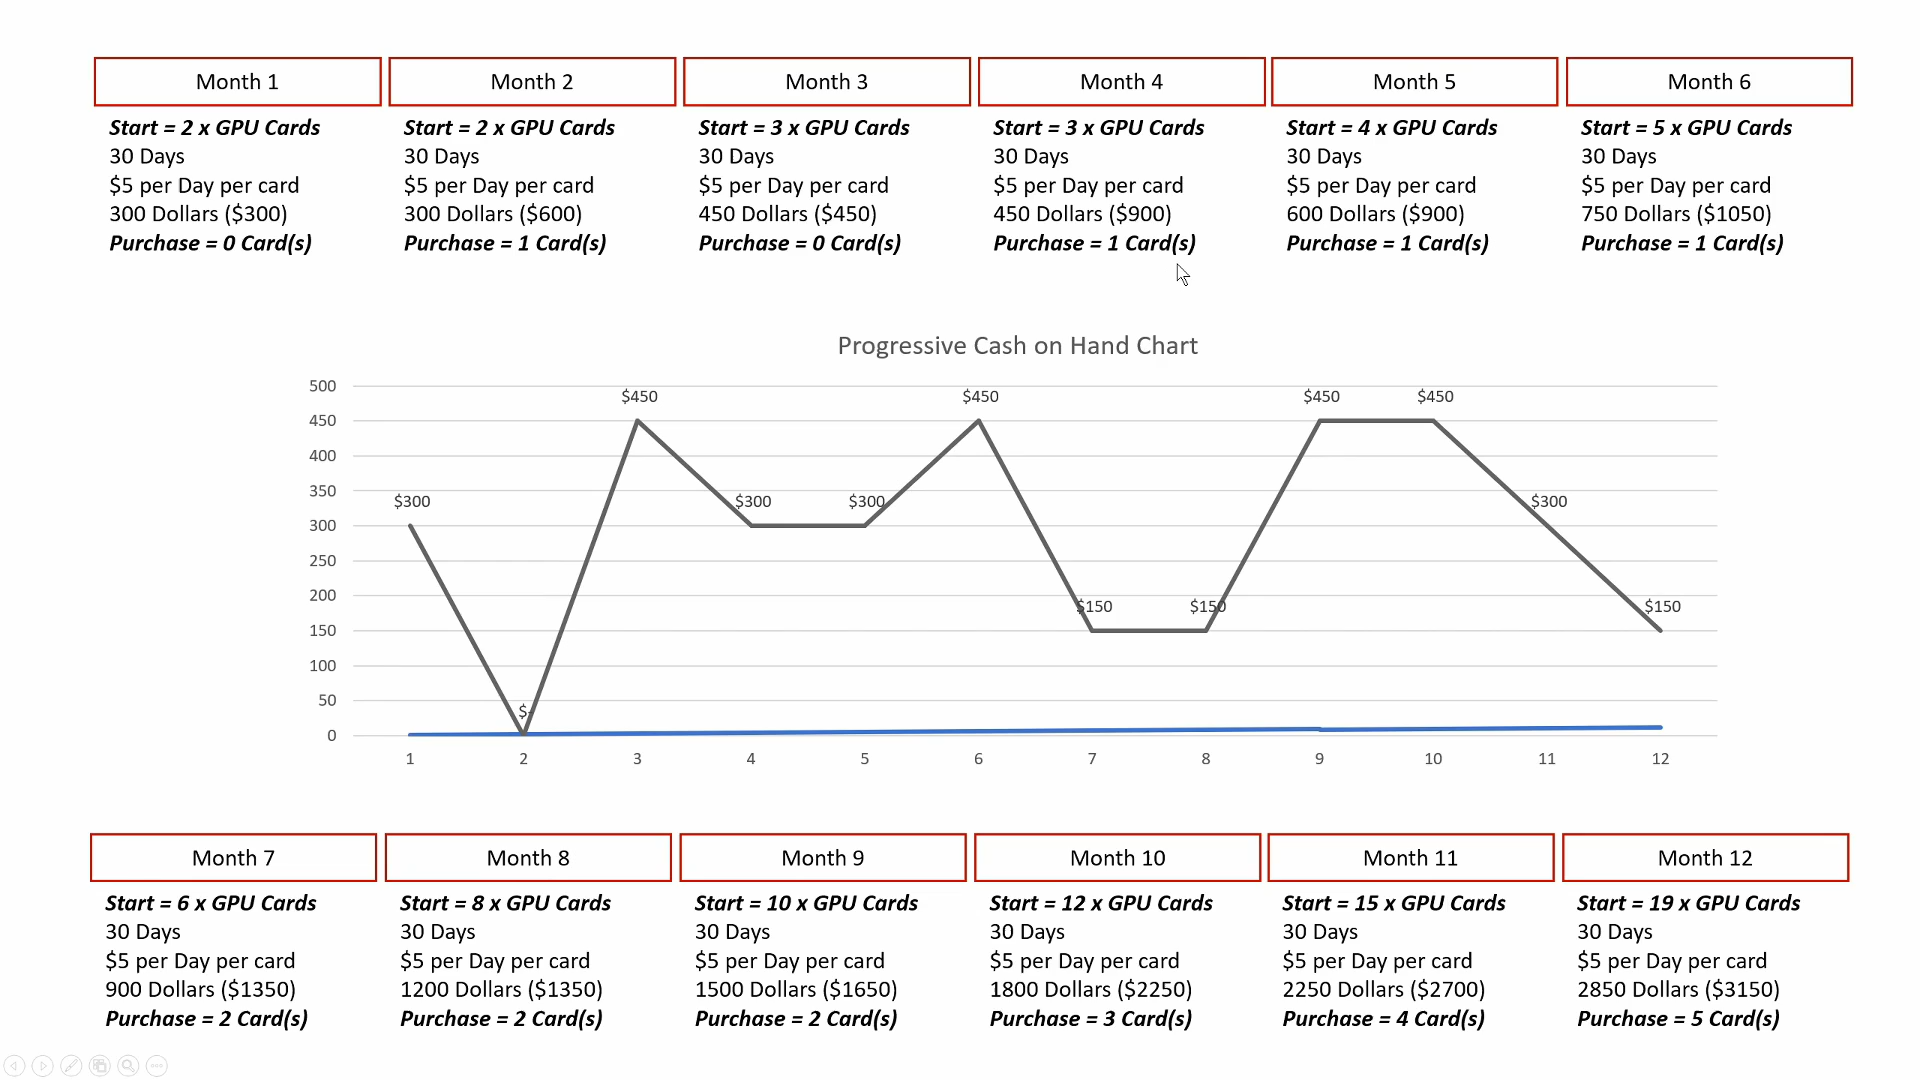 Month 1
Start = 2 x GPU Cards
30 Days
$5 per Day per card
300 Dollars ($300)
Purchase = 0 Card(s)
Month 2
Start = 2 x GPU Cards
30 Days
$5 per Day per card
300 Dollars ($600)
Purchase = 1 Card(s)
Month 3
Start = 3 x GPU Cards
30 Days
$5 per Day per card
450 Dollars ($450)
Purchase = 0 Card(s)
Month 4
Start = 3 x GPU Cards
30 Days
$5 per Day per card
450 Dollars ($900)
Purchase = 1 Card(s)
Month 5
Start = 4 x GPU Cards
30 Days
$5 per Day per card
600 Dollars ($900)
Purchase = 1 Card(s)
Month 6
Start = 5 x GPU Cards
30 Days
$5 per Day per card
750 Dollars ($1050)
Purchase = 1 Card(s)
Progressive Cash on Hand Chart
500
450
400
350
300
250
200
150
100
50
0
$300
$-
$450
$300
$300
$450
$150
$150
$450
$450
$300
$150
1 2 3 4 5 6 7 8 9 10 11 12
Month 7
Start = 6 x GPU Cards
30 Days
$5 per Day per card
900 Dollars ($1350)
Purchase = 2 Card(s)
Month 8
Start = 8 x GPU Cards
30 Days
$5 per Day per card
1200 Dollars ($1350)
Purchase = 2 Card(s)
Month 9
Start = 10 x GPU Cards
30 Days
$5 per Day per card
1500 Dollars ($1650)
Purchase = 2 Card(s)
Month 10
Start = 12 x GPU Cards
30 Days
$5 per Day per card
1800 Dollars ($2250)
Purchase = 3 Card(s)
Month 11
Start = 15 x GPU Cards
30 Days
$5 per Day per card
2250 Dollars ($2700)
Purchase = 4 Card(s)
Month 12
Start = 19 x GPU Cards
30 Days
$5 per Day per card
2850 Dollars ($3150)
Purchase = 5 Card(s)